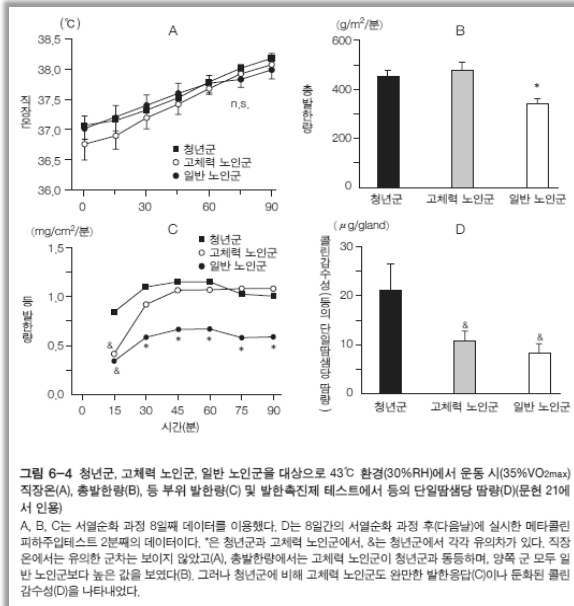 (℃)
A
38,5
38,0
37,5
37,0
36,5
36,0
직장온
n.s.
청년군
고체력 노인군
일반 노인군
0
30
60
90
(g/m²/분)
B
600
400
200
0
총발한량
*
청년군
고체력 노인군
일반 노인군
(mg/cm²/분)
C
1,5
1,0
0,5
0,0
등 발한량
청년군
고체력 노인군
일반 노인군
&
&
* * * * *
0
15
30
45
60
75
90
시간(분)
(μg/gland)
D
30
20
10
0
콜린감수성(등의 단일땀샘당 땀량)
&
&
청년군
고체력 노인군
일반 노인군
그림 6-4 청년군, 고체력 노인군, 일반 노인군을 대상으로 43℃ 환경(30%RH)에서 운동 시(35%VO2max)
직장온(A), 총발한량(B), 등 부위 발한량(C) 및 발한촉진제 테스트에서 등의 단일땀샘당 땀량(D)(문헌 21에
서 인용)
A, B, C는 서열순화 과정 8일째 데이터를 이용했다. D는 8일간의 서열순화 과정 후(다음날)에 실시한 메타콜린
피하주입테스트 2분째의 데이터이다. *은 청년군과 고체력 노인군에서, &는 청년군에서 각각 유의차가 있다. 직장
온에서는 유의한 군차는 보이지 않았고(A), 총발한량에서는 고체력 노인군이 청년군과 동등하며, 양쪽 군 모두 일
반 노인군보다 높은 값을 보였다(B). 그러나 청년군에 비해 고체력 노인군도 완만한 발한응답(C)이나 둔화된 콜린
감수성(D)을 나타내었다.